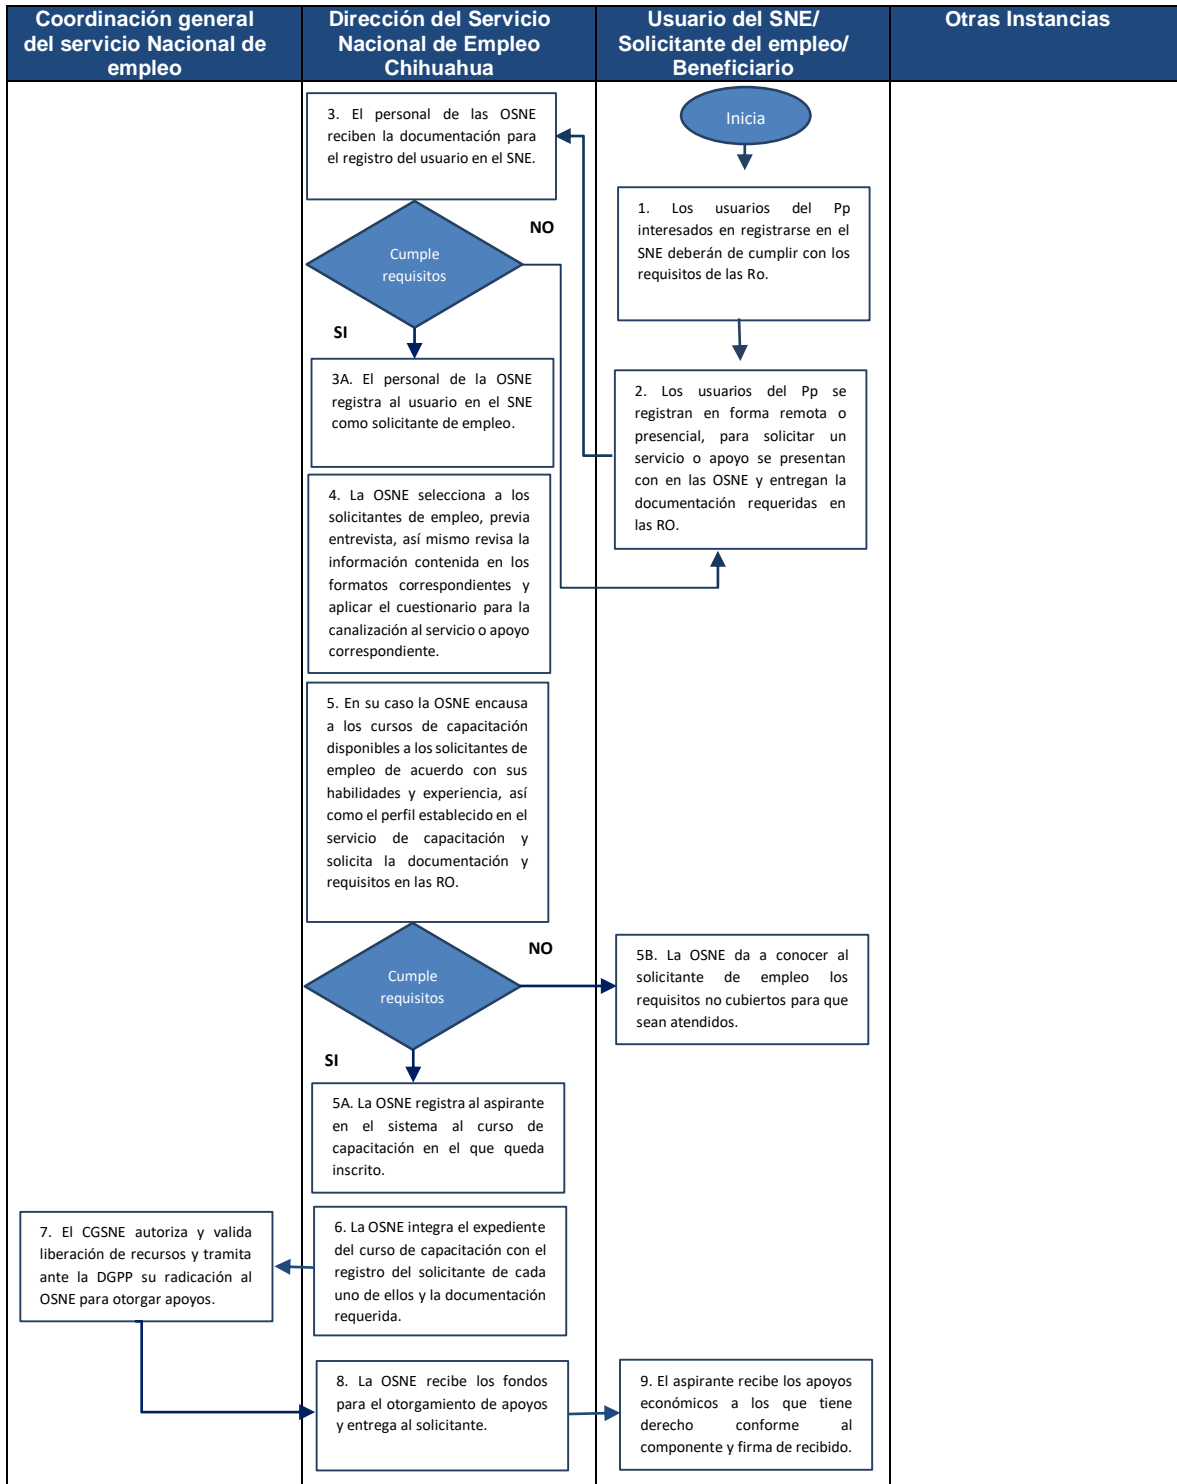 Coordinación general
del servicio Nacional de
empleo
Dirección del Servicio
Nacional de Empleo
Chihuahua
Usuario del SNE/
Solicitante del empleo/
Beneficiario
Otras Instancias
Inicia
1. Los usuarios del Pp
interesados en registrarse en el
SNE deberán de cumplir con los
requisitos de las Ro.
2. Los usuarios del Pp se
registran en forma remota o
presencial, para solicitar un
servicio o apoyo se presentan
con en las OSNE y entregan la
documentación requeridas en
las RO.
3. El personal de las OSNE
reciben la documentación para
el registro del usuario en el SNE.
Cumple
requisitos
NO
SI
3A. El personal de la OSNE
registra al usuario en el SNE
como solicitante de empleo.
4. La OSNE selecciona a los
solicitantes de empleo, previa
entrevista, así mismo revisa la
información contenida en los
formatos correspondientes y
aplicar el cuestionario para la
canalización al servicio o apoyo
correspondiente.
5. En su caso la OSNE encausa
a los cursos de capacitación
disponibles a los solicitantes de
empleo de acuerdo con sus
habilidades y experiencia, así
como el perfil establecido en el
servicio de capacitación y
solicita la documentación y
requisitos en las RO.
Cumple
requisitos
NO
5B. La OSNE da a conocer al
solicitante de empleo los
requisitos no cubiertos para que
sean atendidos.
SI
5A. La OSNE registra al aspirante
en el sistema al curso de
capacitación en el que queda
inscrito.
6. La OSNE integra el expediente
del curso de capacitación con el
registro del solicitante de cada
uno de ellos y la documentación
requerida.
7. El CGSNE autoriza y valida
liberación de recursos y tramita
ante la DGPP su radicación al
OSNE para otorgar apoyos.
8. La OSNE recibe los fondos
para el otorgamiento de apoyos
y entrega al solicitante.
9. El aspirante recibe los apoyos
económicos a los que tiene
derecho conforme al
componente y firma de recibido.